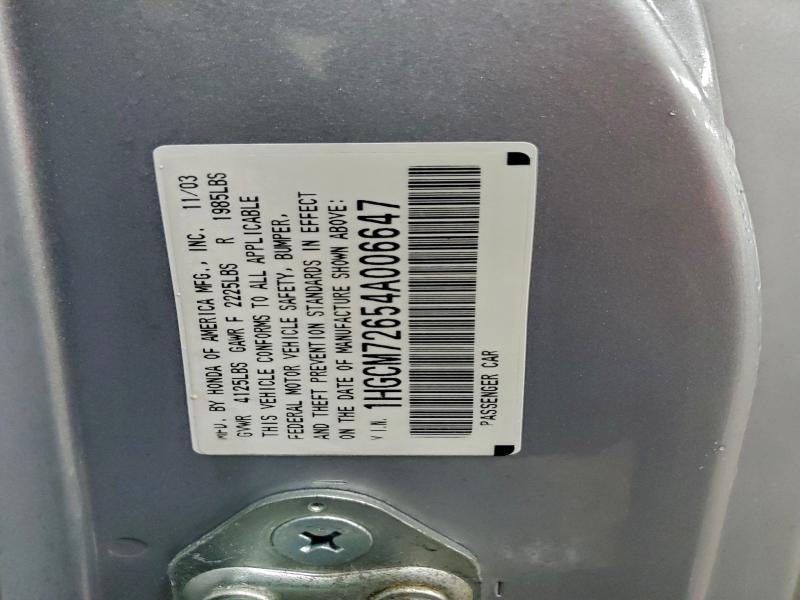 MFD. BY HONDA OF AMERICA MFG., INC. 11/03
GVWR 4125LBS GAWR F 2225LBS R 1985LBS
THIS VEHICLE CONFORMS TO ALL APPLICABLE
FEDERAL MOTOR VEHICLE SAFETY, BUMPER,
AND THEFT PREVENTION STANDARDS IN EFFECT
ON THE DATE OF MANUFACTURE SHOWN ABOVE:
V.I.N. 1HGCM72654A006647
PASSENGER CAR